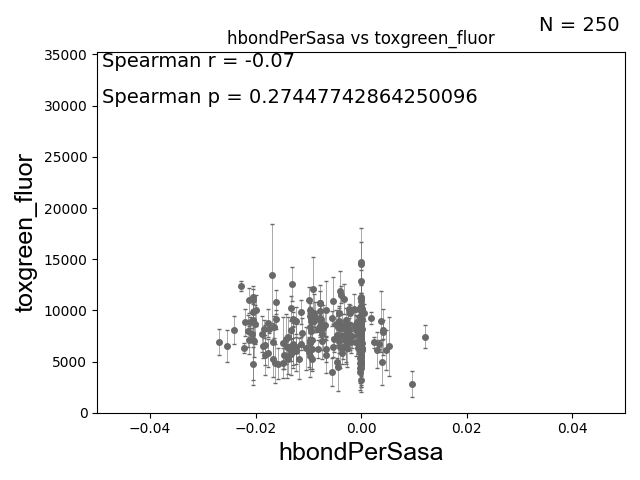 N = 250
hbondPerSasa vs toxgreen_fluor
Spearman r = -0.07
Spearman p = 0.27447742864250096
toxgreen_fluor
35000
30000
25000
20000
15000
10000
5000
0
−0.04
−0.02
0.00
0.02
0.04
hbondPerSasa